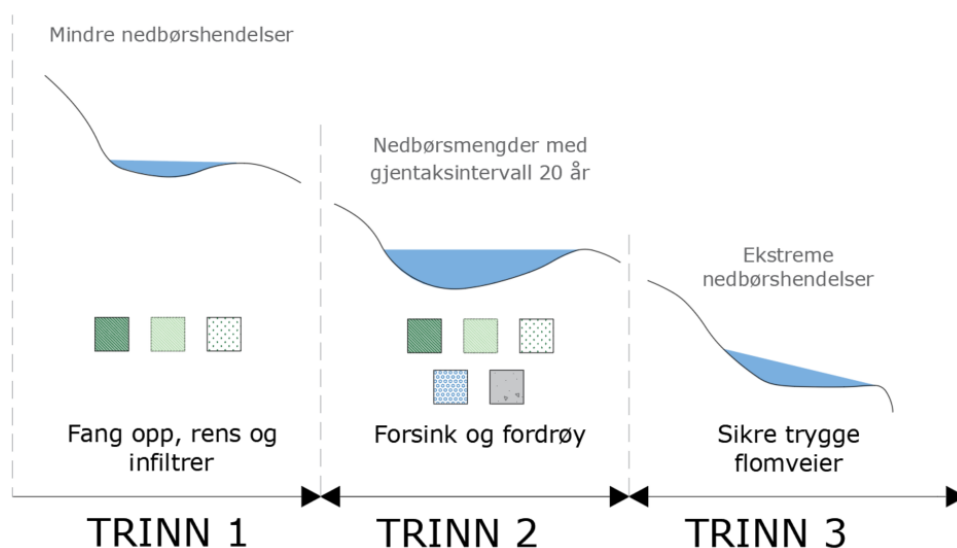 Mindre nedbørshendelser
Nedbørsmengder med
gjentaksintervall 20 år
Ekstreme
nedbørshendelser
Fang opp, rens og
infiltrer
Forsink og fordrøy
Sikre trygge
flomveier
TRINN 1
TRINN 2
TRINN 3